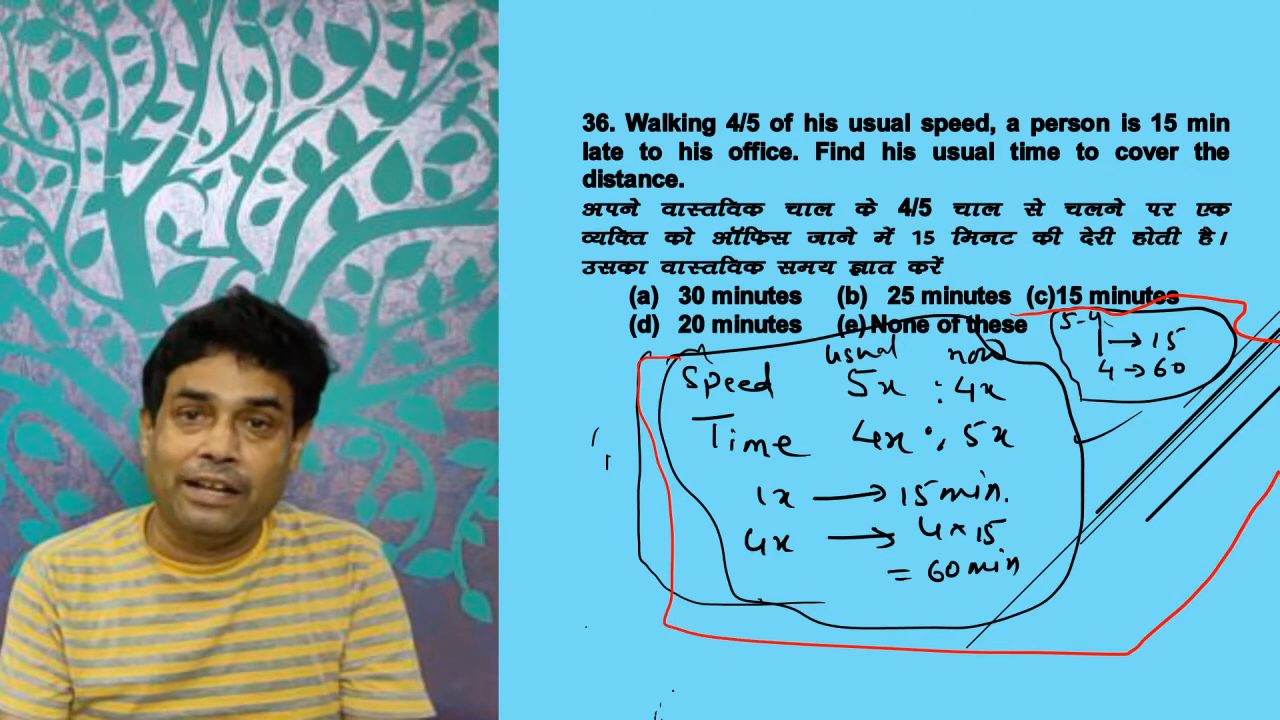 36. Walking 4/5 of his usual speed, a person is 15 min
late to his office. Find his usual time to cover the
distance.
अपने वास्तविक चाल के 4/5 चाल से चलने पर एक
व्यक्ति को ऑफिस जाने में 15 मिनट की देरी होती है।
उसका वास्तविक समय ज्ञात करें
(a) 30 minutes (b) 25 minutes (c)15 minutes
(d) 20 minutes (e) None of these
5-4
1 → 15
4 → 60
usual now
Speed 5x : 4x
Time 4x : 5x
1x → 15 min.
4x → 4 × 15
= 60 min